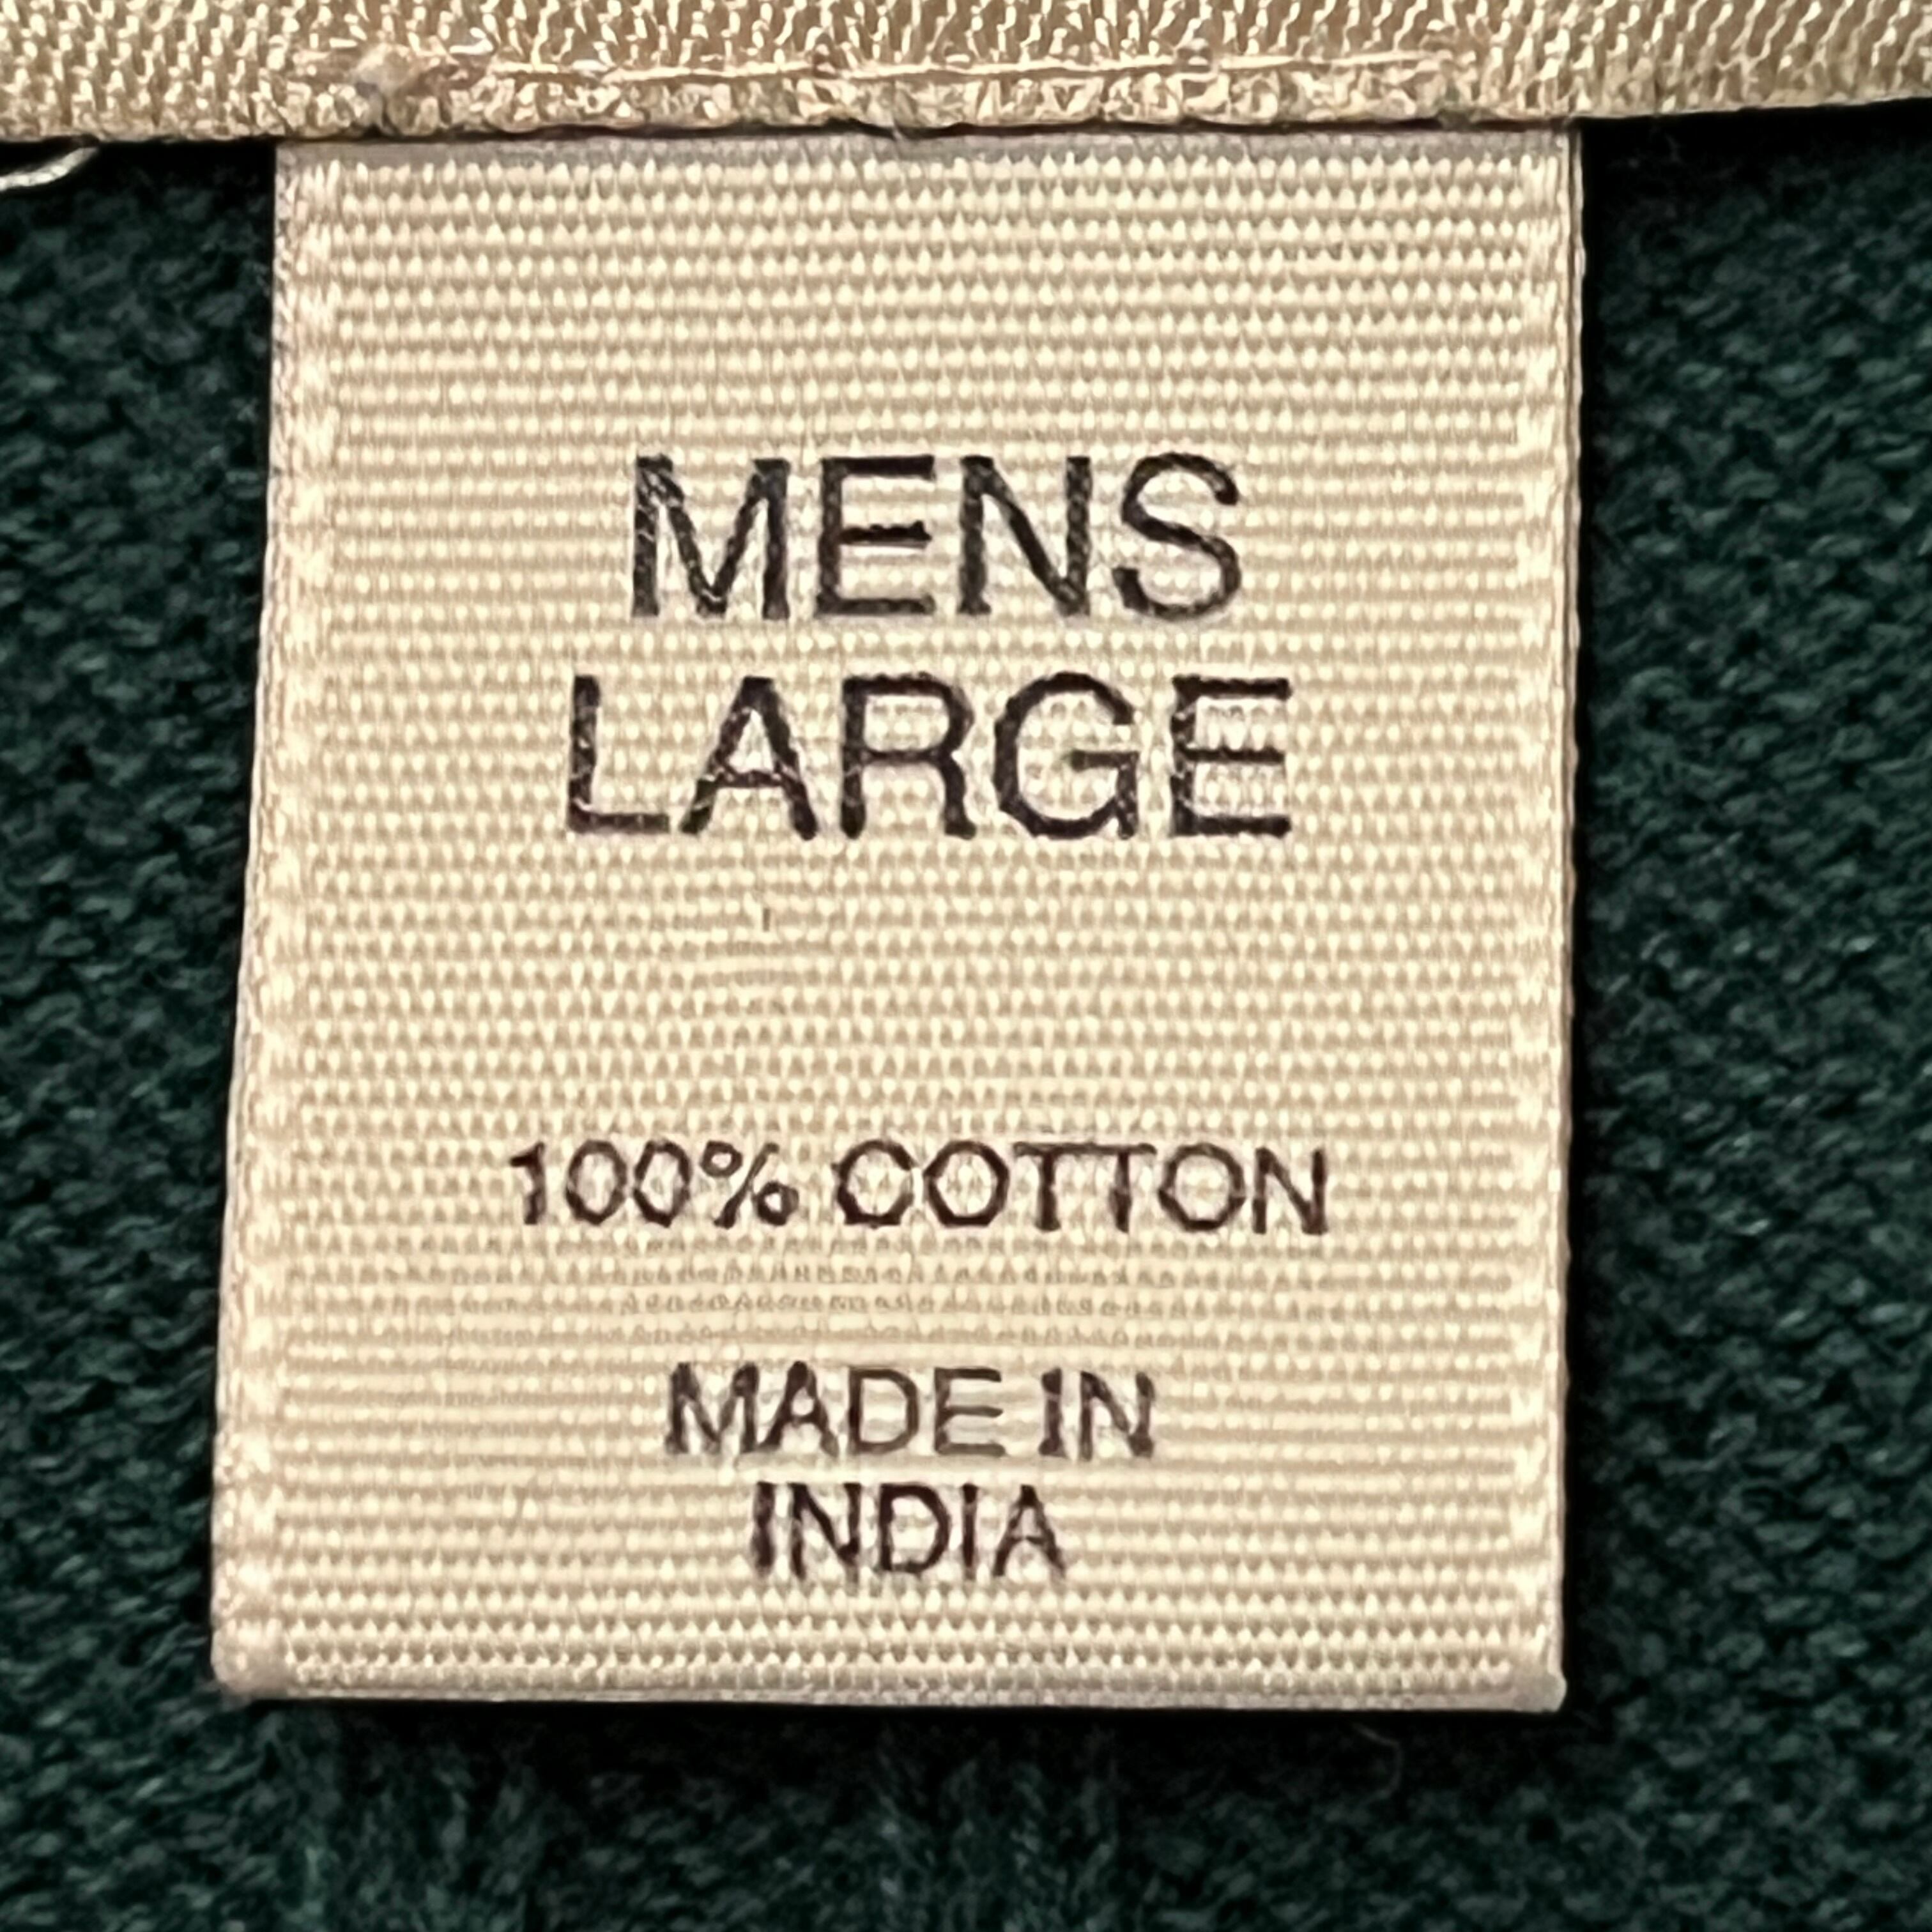 MENS
LARGE
100% COTTON
MADE IN
INDIA